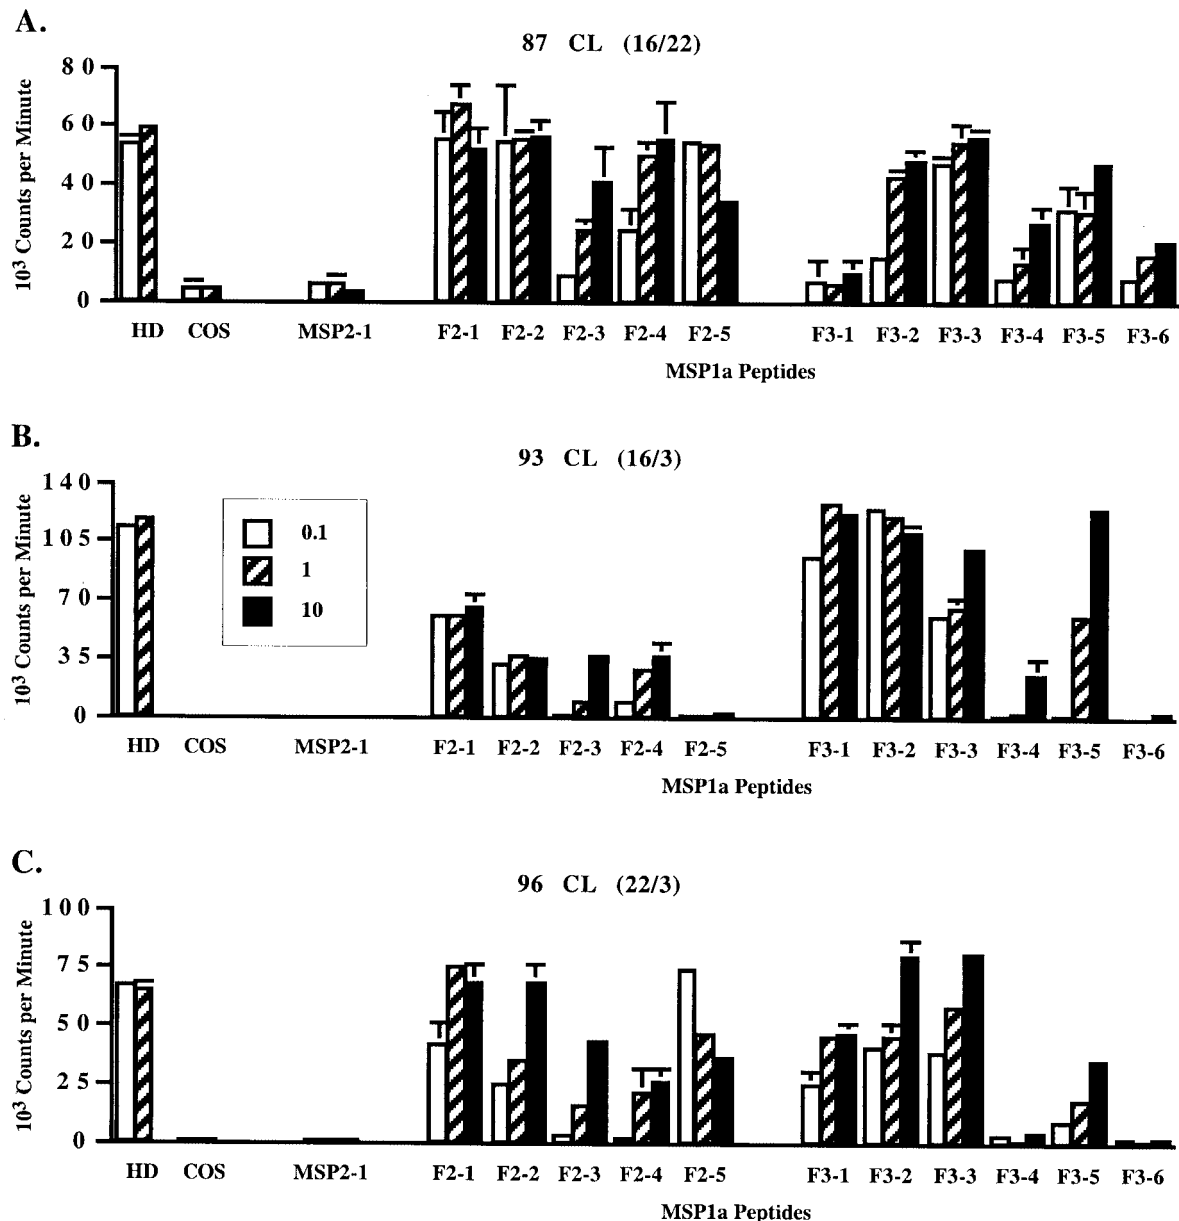 A.
87 CL (16/22)
10³ Counts per Minute
80
60
40
20
0
HD COS MSP2-1 F2-1 F2-2 F2-3 F2-4 F2-5 F3-1 F3-2 F3-3 F3-4 F3-5 F3-6
MSP1a Peptides
B.
93 CL (16/3)
10³ Counts per Minute
140
105
70
35
0
0.1
1
10
HD COS MSP2-1 F2-1 F2-2 F2-3 F2-4 F2-5 F3-1 F3-2 F3-3 F3-4 F3-5 F3-6
MSP1a Peptides
C.
96 CL (22/3)
10³ Counts per Minute
100
75
50
25
0
HD COS MSP2-1 F2-1 F2-2 F2-3 F2-4 F2-5 F3-1 F3-2 F3-3 F3-4 F3-5 F3-6
MSP1a Peptides